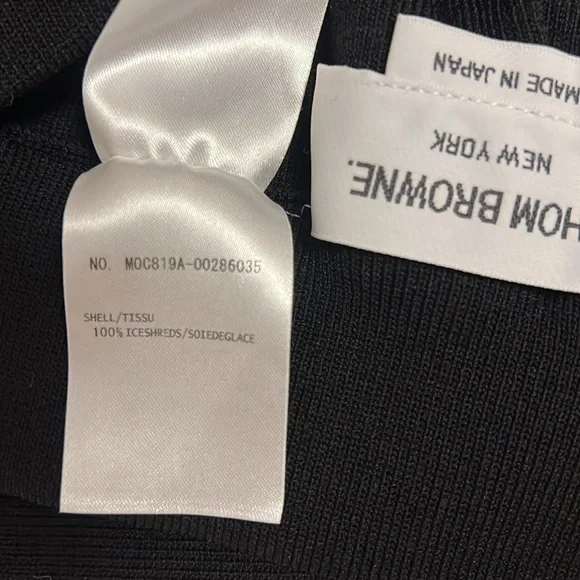 NO. MOC819A-00286035
SHELL/TISSU
100% ICESHREDS/SOIEDEGLACE
HOM BROWNE.
NEW YORK
MADE IN JAPAN